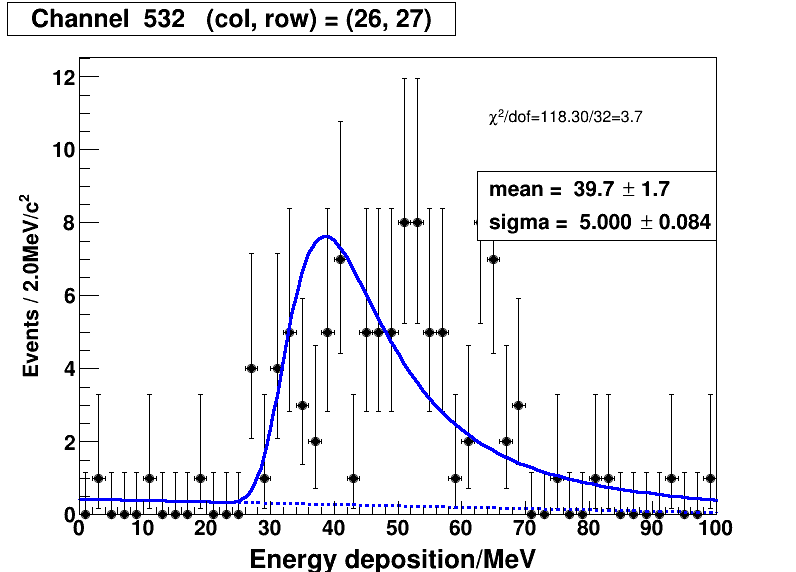 Channel 532 (col, row) = (26, 27)
χ²/dof=118.30/32=3.7
mean = 39.7 ± 1.7
sigma = 5.000 ± 0.084
Events / 2.0MeV/c²
12
10
8
6
4
2
0
0 10 20 30 40 50 60 70 80 90 100
Energy deposition/MeV